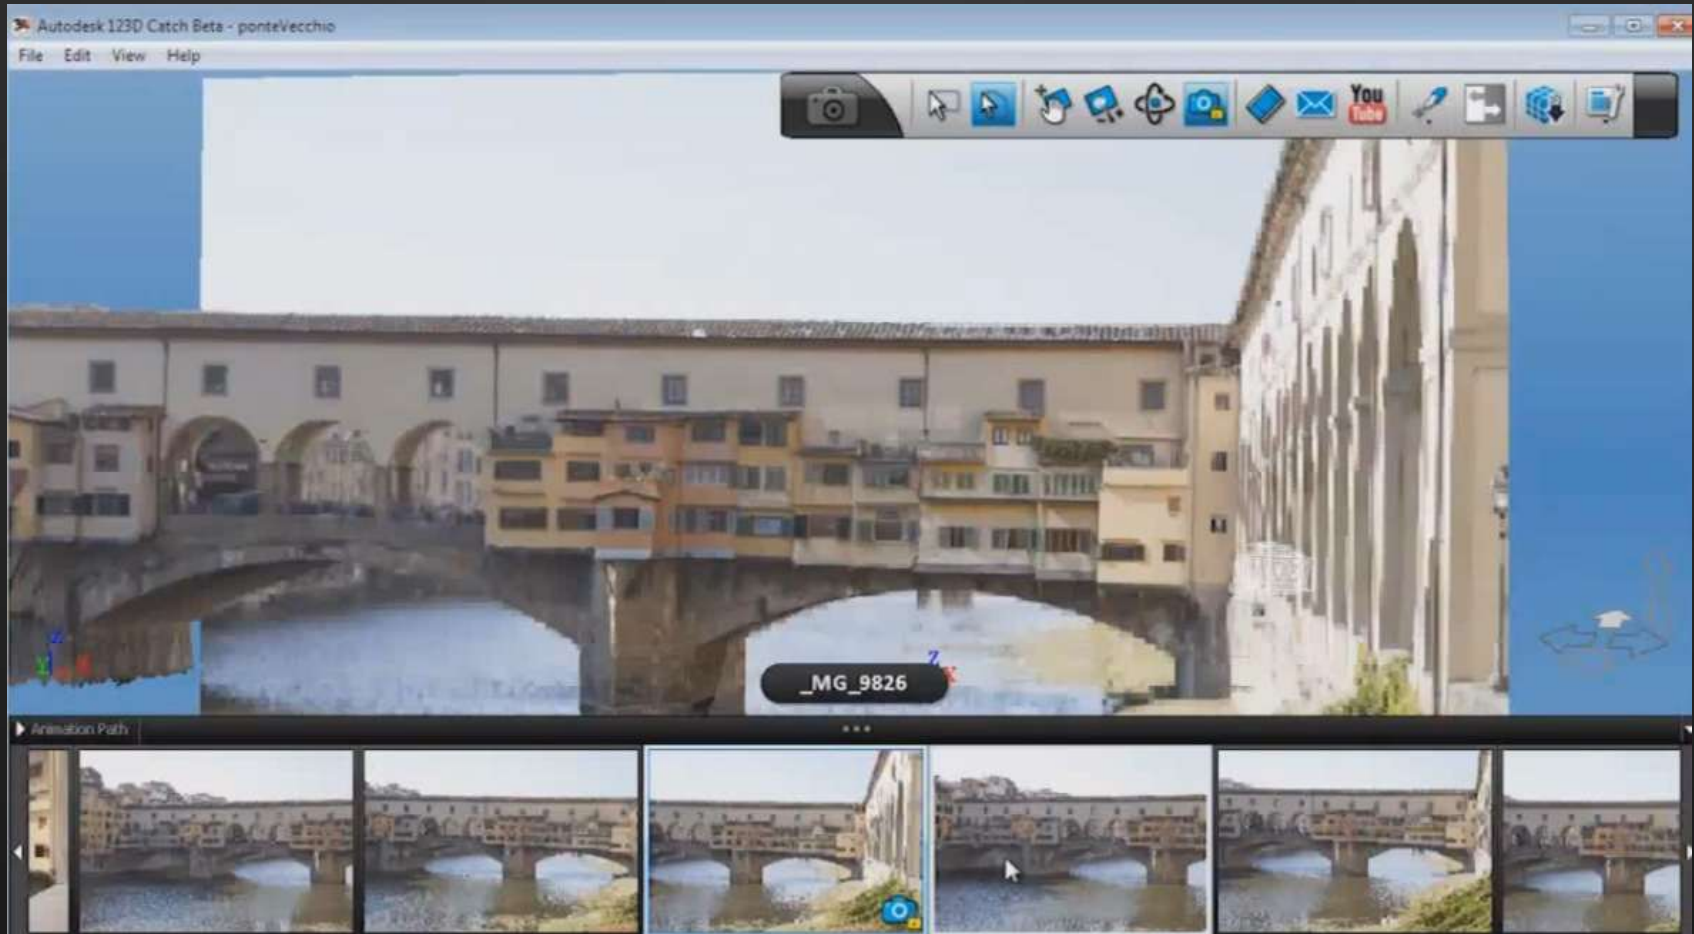 Autodesk 123D Catch Beta - ponteVecchio
File Edit View Help
You
Tube
Z
X
_MG_9826
Animation Path